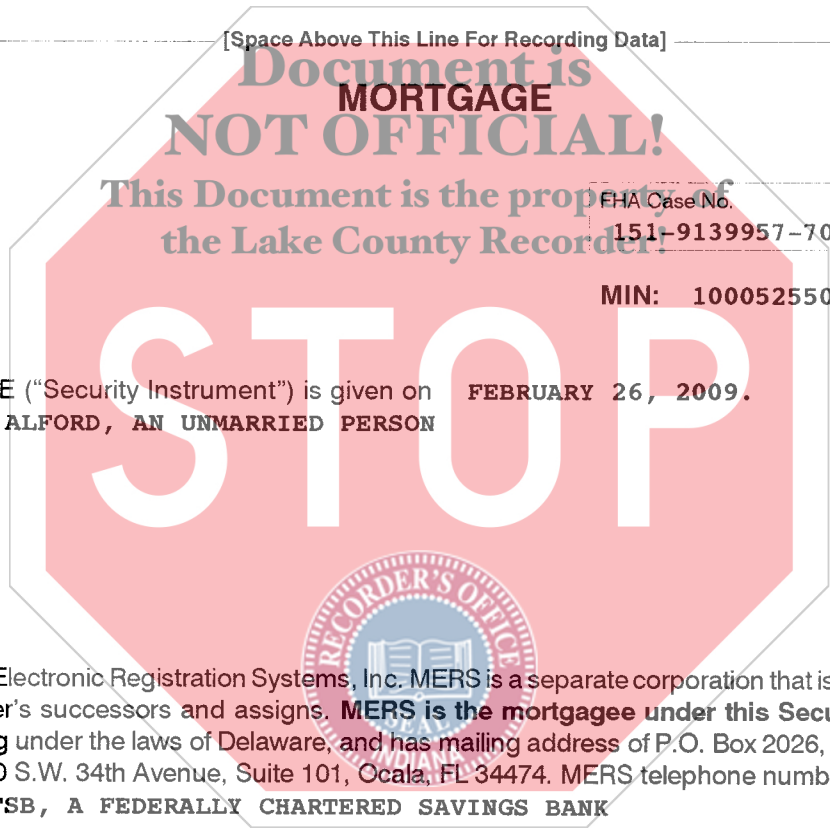 [Space Above This Line For Recording Data]
Document is
MORTGAGE
NOT OFFICIAL!
This Document is the property of
FHA Case No.
the Lake County Recorder!
151-9139957-70
MIN: 100052550
STOP
E (“Security Instrument”) is given on FEBRUARY 26, 2009.
ALFORD, AN UNMARRIED PERSON
RECORDER'S OFFICE
Electronic Registration Systems, Inc. MERS is a separate corporation that is
er's successors and assigns. MERS is the mortgagee under this Secu
SEAL
g under the laws of Delaware, and has mailing address of P.O. Box 2026,
INDIANA
0 S.W. 34th Avenue, Suite 101, Ocala, FL 34474. MERS telephone numb
FSB, A FEDERALLY CHARTERED SAVINGS BANK